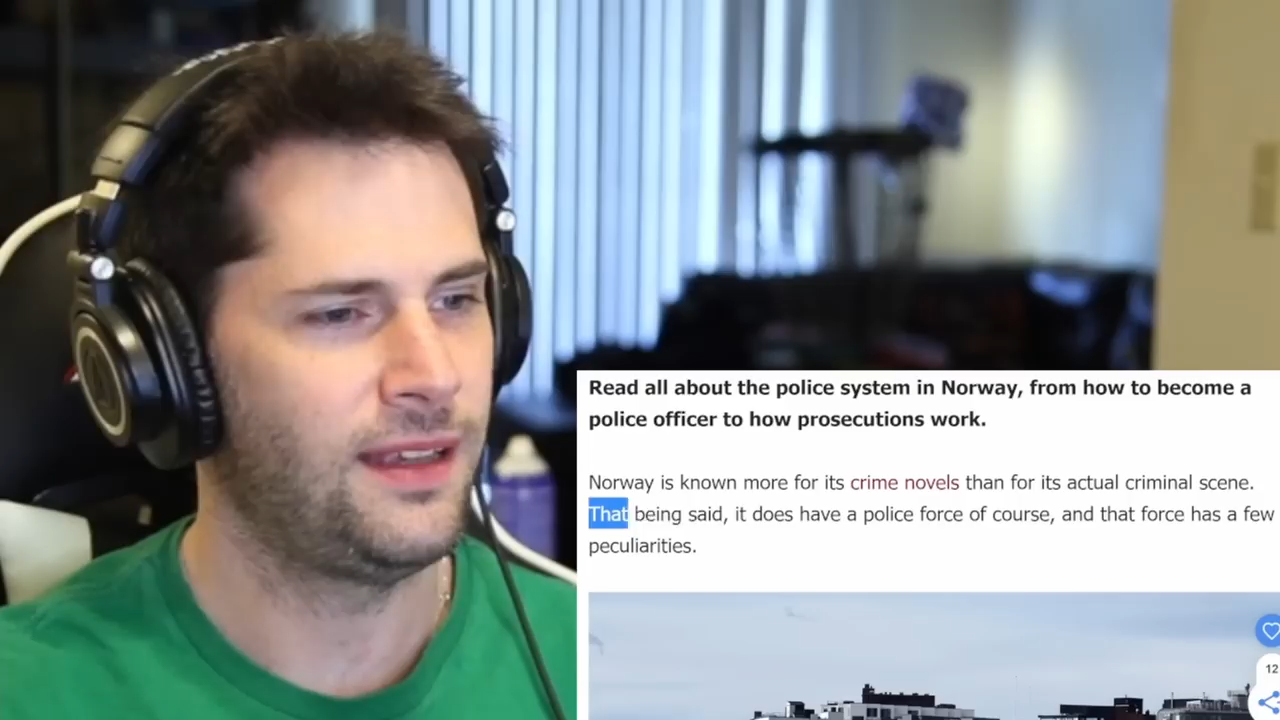 Read all about the police system in Norway, from how to become a
police officer to how prosecutions work.
Norway is known more for its crime novels than for its actual criminal scene.
That being said, it does have a police force of course, and that force has a few
peculiarities.
12